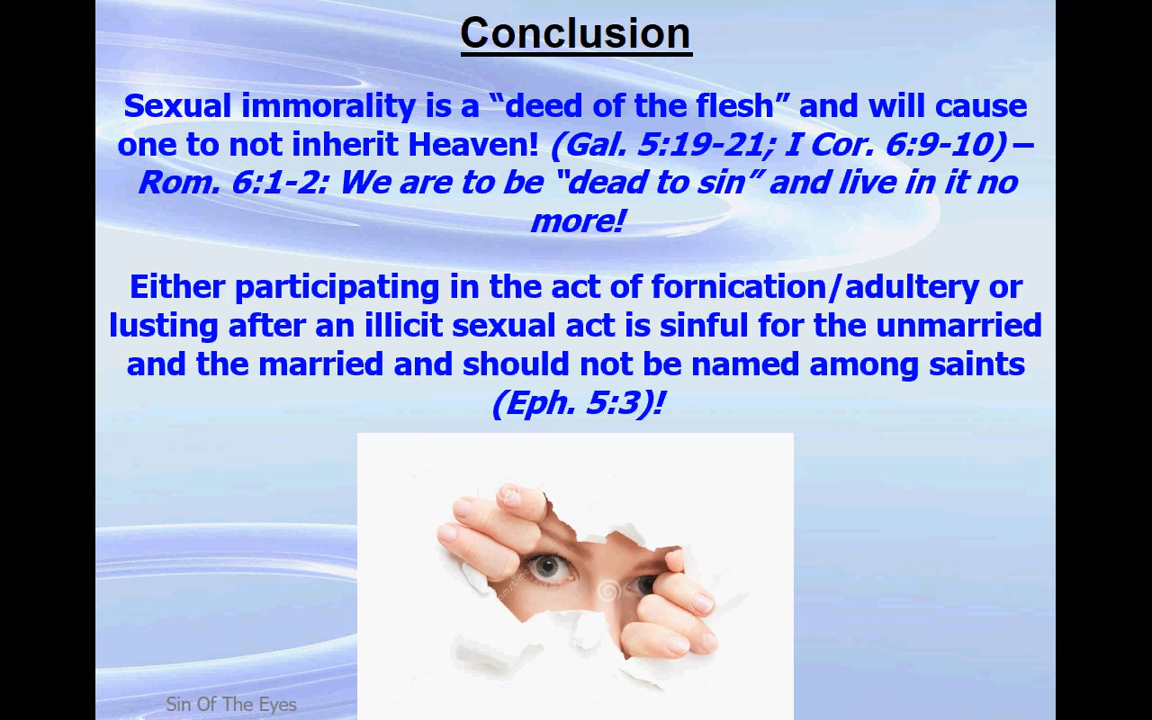 Conclusion
Sexual immorality is a “deed of the flesh” and will cause
one to not inherit Heaven! (Gal. 5:19-21; I Cor. 6:9-10) –
Rom. 6:1-2: We are to be “dead to sin” and live in it no
more!
Either participating in the act of fornication/adultery or
lusting after an illicit sexual act is sinful for the unmarried
and the married and should not be named among saints
(Eph. 5:3)!
Sin Of The Eyes